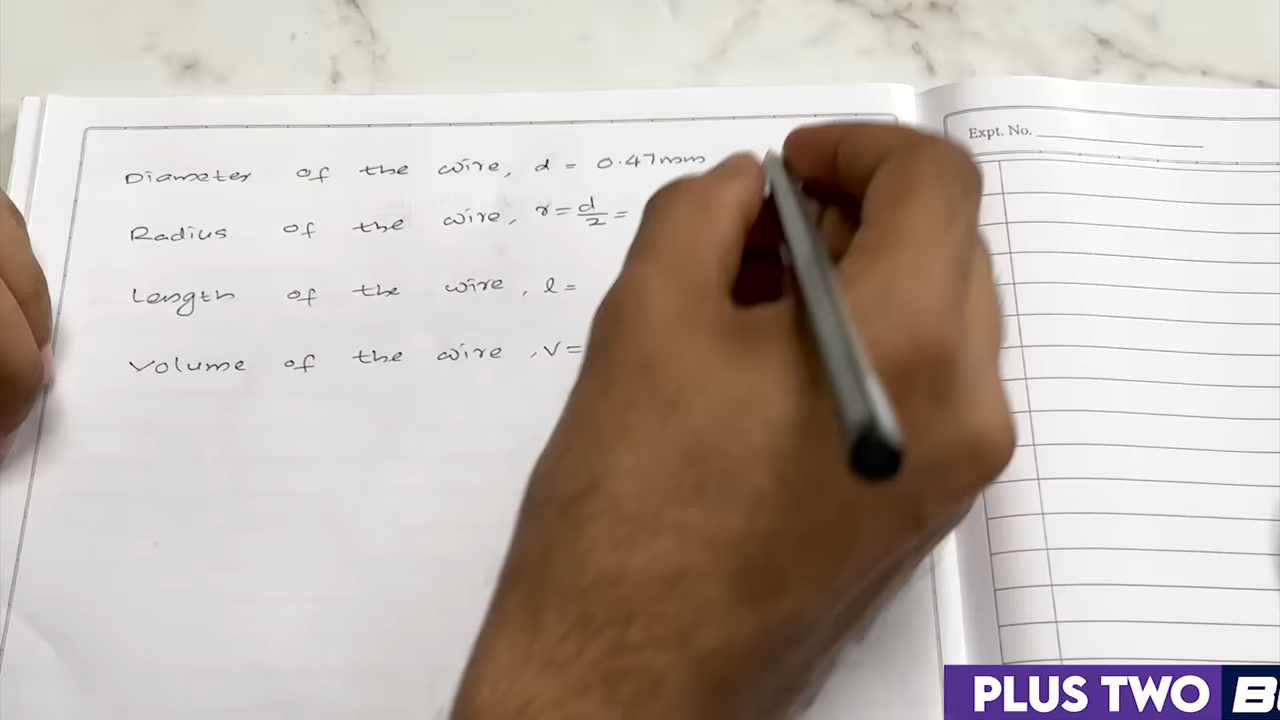 Diameter of the wire, d = 0.47mm
Radius of the wire, r = d/2 =
Length of the wire, l =
Volume of the wire, V =
Expt. No.
PLUS TWO